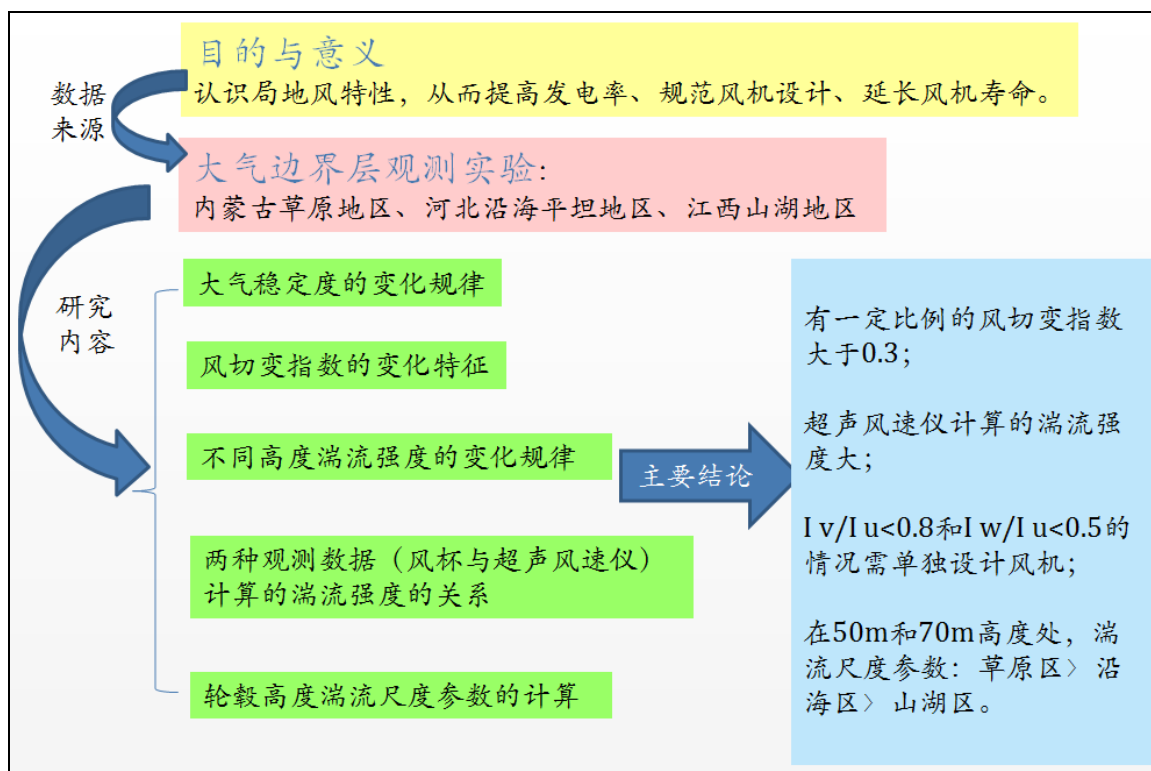 目的与意义
认识局地风特性，从而提高发电率、规范风机设计、延长风机寿命。
数据
来源
大气边界层观测实验:
内蒙古草原地区、河北沿海平坦地区、江西山湖地区
研究
内容
大气稳定度的变化规律
风切变指数的变化特征
不同高度湍流强度的变化规律
两种观测数据（风杯与超声风速仪）
计算的湍流强度的关系
轮毂高度湍流尺度参数的计算
主要结论
有一定比例的风切变指数
大于0.3；
超声风速仪计算的湍流强
度大；
I v/I u<0.8和I w/I u<0.5的
情况需单独设计风机；
在50m和70m高度处，湍
流尺度参数：草原区〉沿
海区〉山湖区。